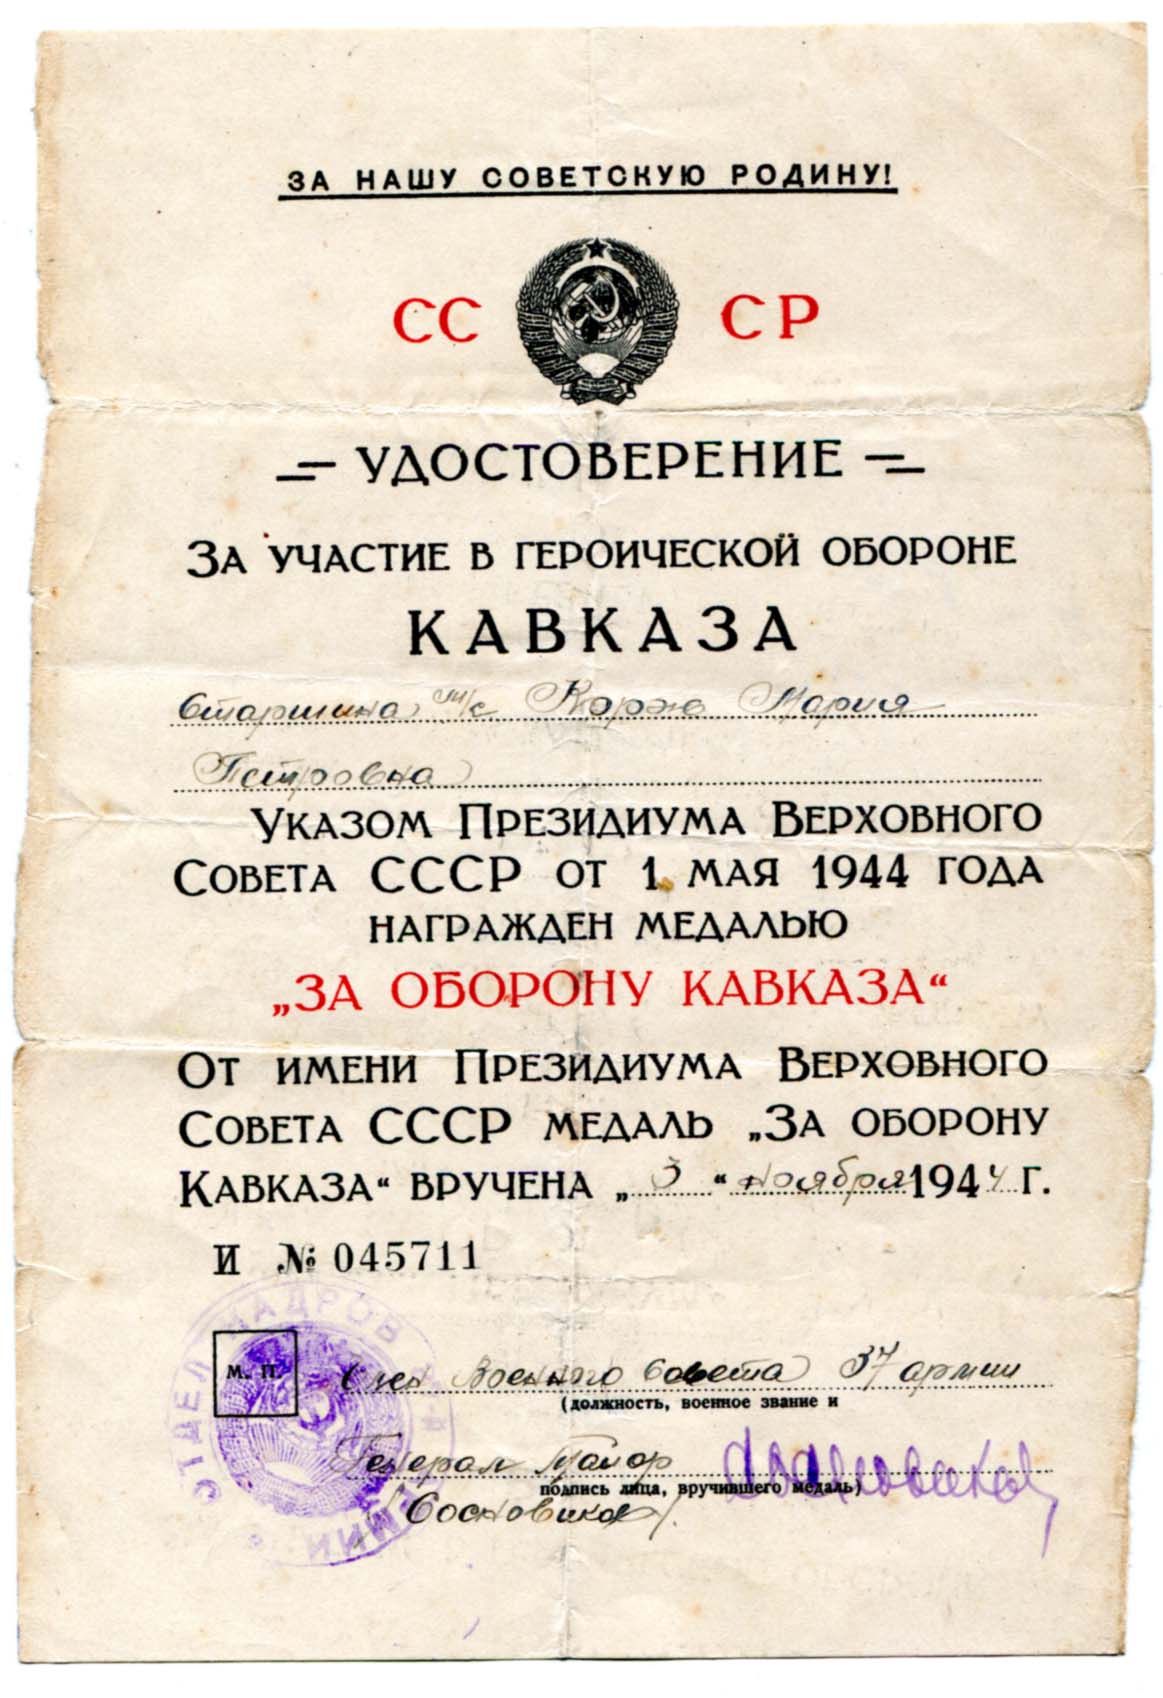 ЗА НАШУ СОВЕТСКУЮ РОДИНУ!
СС СР
УДОСТОВЕРЕНИЕ
ЗА УЧАСТИЕ В ГЕРОИЧЕСКОЙ ОБОРОНЕ
КАВКАЗА
Старшина м/с Корж Мария
Петровна
УКАЗОМ ПРЕЗИДИУМА ВЕРХОВНОГО
СОВЕТА СССР ОТ 1 МАЯ 1944 ГОДА
НАГРАЖДЕН МЕДАЛЬЮ
„ЗА ОБОРОНУ КАВКАЗА“
ОТ ИМЕНИ ПРЕЗИДИУМА ВЕРХОВНОГО
СОВЕТА СССР МЕДАЛЬ „ЗА ОБОРОНУ
КАВКАЗА“ ВРУЧЕНА „3“ ноября 1944 Г.
И № 045711
ОТДЕЛ КАДРОВ
М. П.
Член Военного Совета 37 армии
(должность, военное звание и
Генерал Майор
подпись лица, вручившего медаль)
/Сосновиков/.